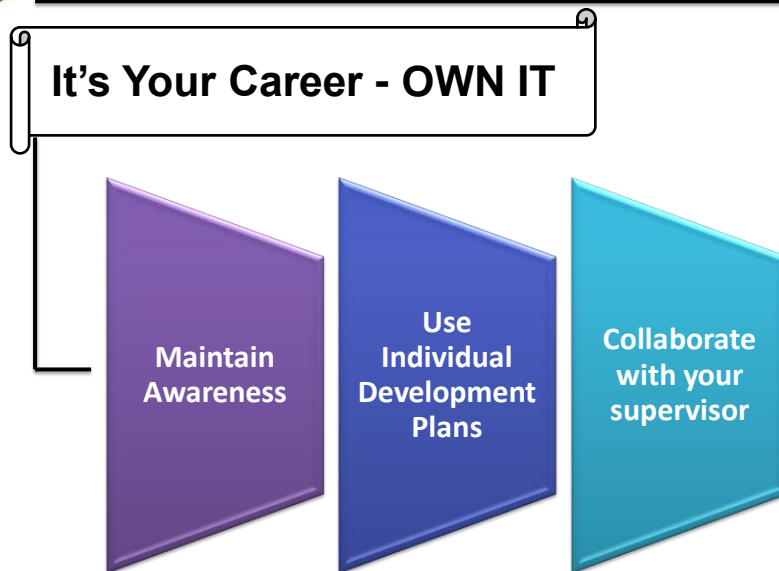 It's Your Career - OWN IT
Maintain
Awareness
Use
Individual
Development
Plans
Collaborate
with your
supervisor